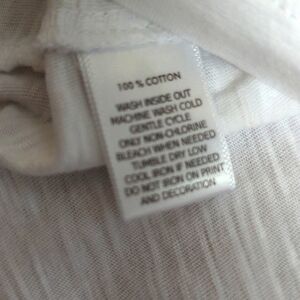 100 % COTTON
WASH INSIDE OUT
MACHINE WASH COLD
GENTLE CYCLE
ONLY NON-CHLORINE
BLEACH WHEN NEEDED
TUMBLE DRY LOW
COOL IRON IF NEEDED
DO NOT IRON ON PRINT
AND DECORATION